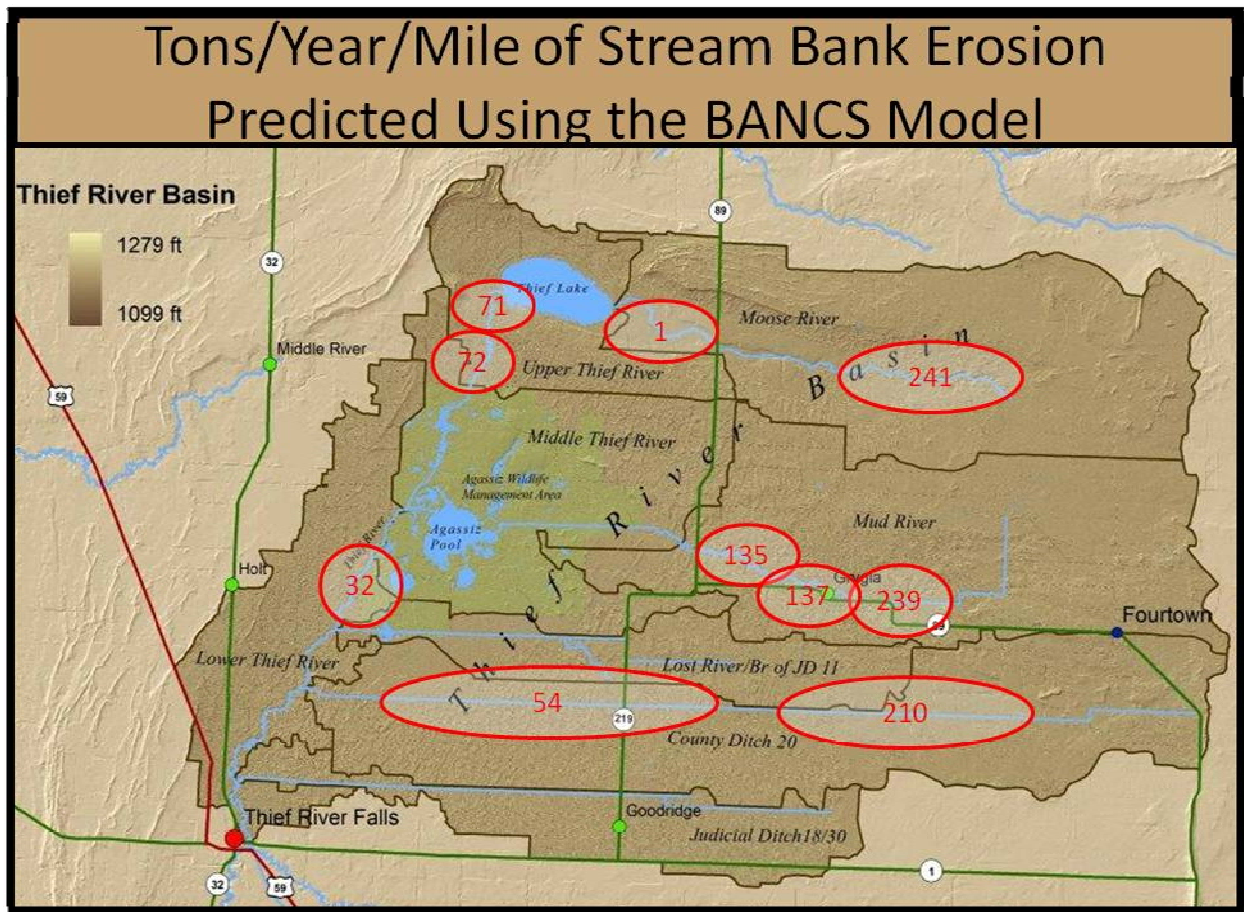 Tons/Year/Mile of Stream Bank Erosion
Predicted Using the BANCS Model
Thief River Basin
1279 ft
1099 ft
89
32
Thief Lake
71
1
Moose River
Middle River
72
Upper Thief River
241
59
Basin
Middle Thief River
River
Agassiz Wildlife
Management Area
Mud River
Agassiz
Pool
Thief River
135
Holt
32
137
Grygla
239
89
Fourtown
Thief
Lower Thief River
Lost River/Br of JD 11
54
210
219
County Ditch 20
Thief River Falls
Goodridge
Judicial Ditch18/30
1
32
59